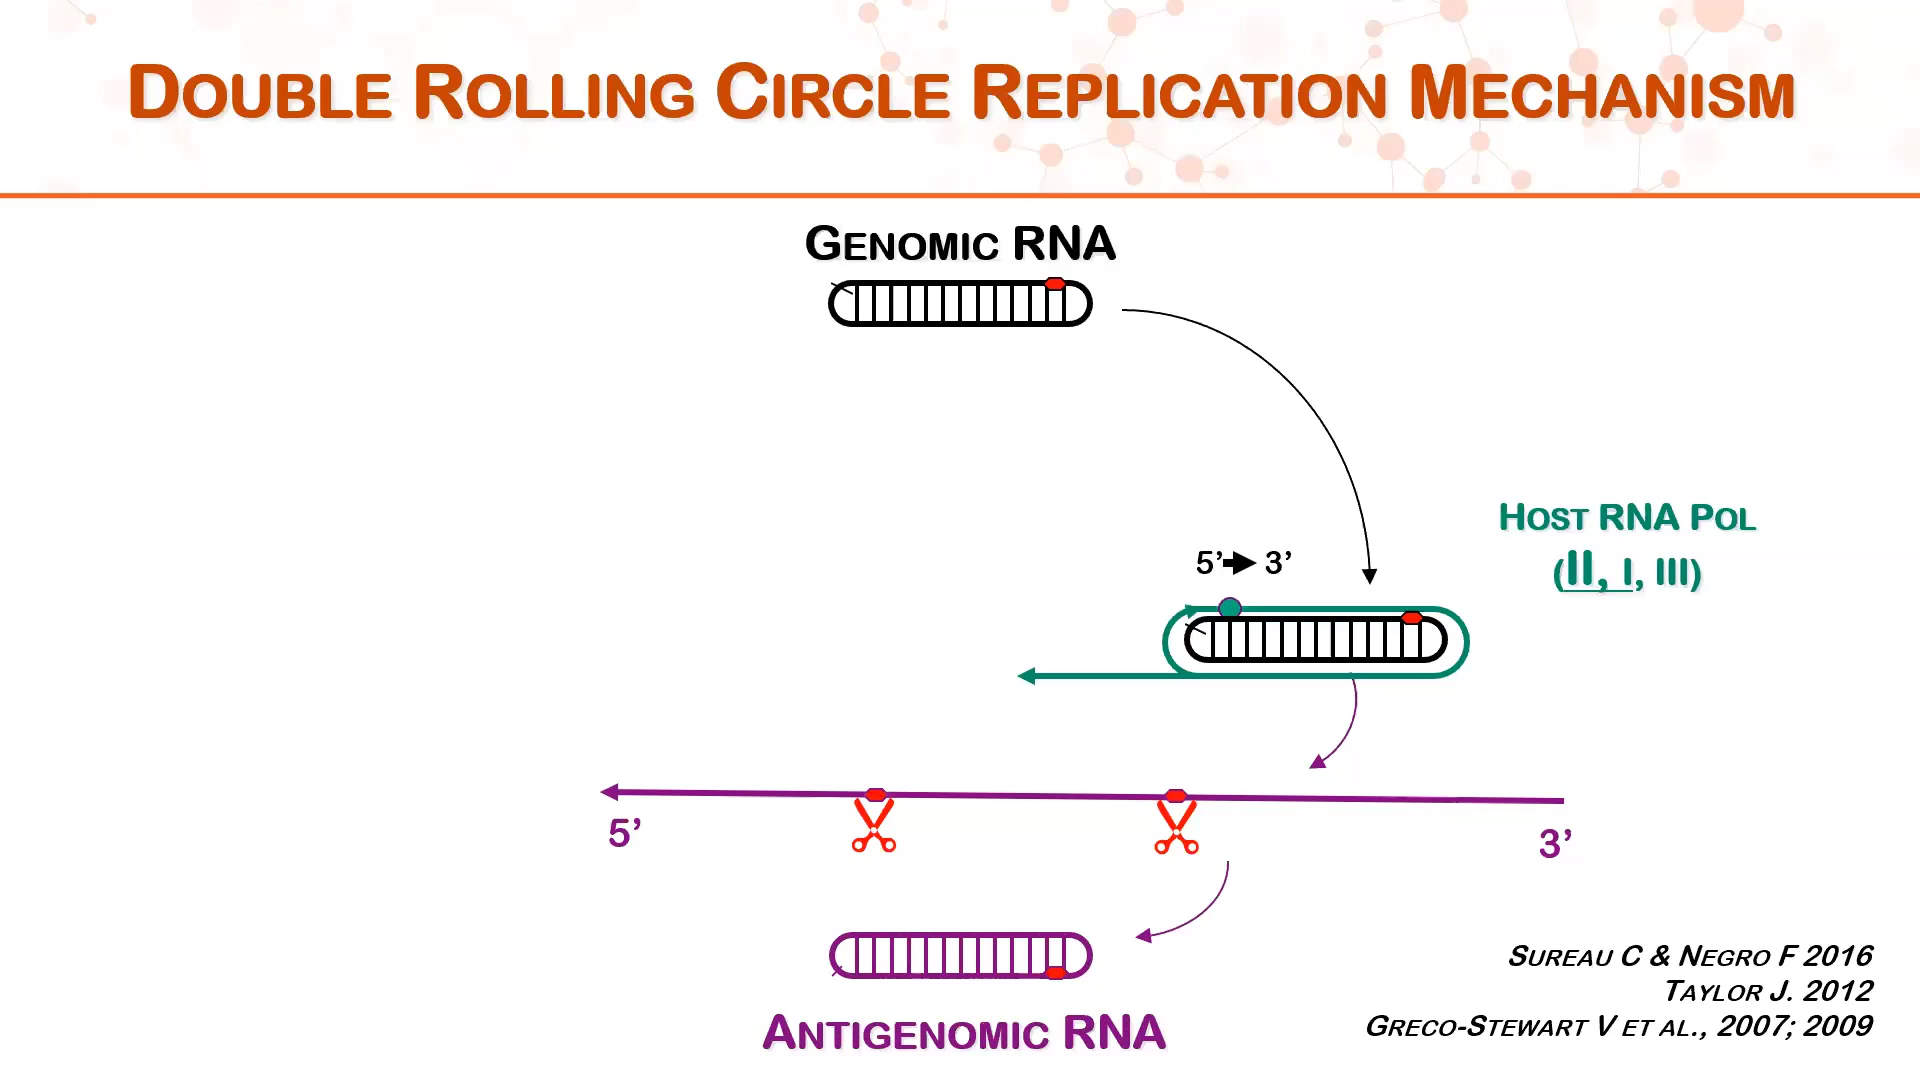 DOUBLE ROLLING CIRCLE REPLICATION MECHANISM
GENOMIC RNA
HOST RNA POL
(II, I, III)
5’ 3’
5’
3’
ANTIGENOMIC RNA
SUREAU C & NEGRO F 2016
TAYLOR J. 2012
GRECO-STEWART V ET AL., 2007; 2009